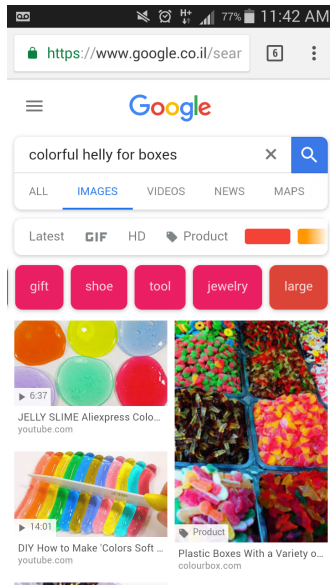 77% 11:42 AM
https://www.google.co.il/sear
6
Google
colorful helly for boxes
ALL IMAGES VIDEOS NEWS MAPS
Latest GIF HD Product
gift shoe tool jewelry large
6:37
JELLY SLIME Aliexpress Colo...
youtube.com
14:01
DIY How to Make 'Colors Soft ...
youtube.com
Product
Plastic Boxes With a Variety o...
colourbox.com